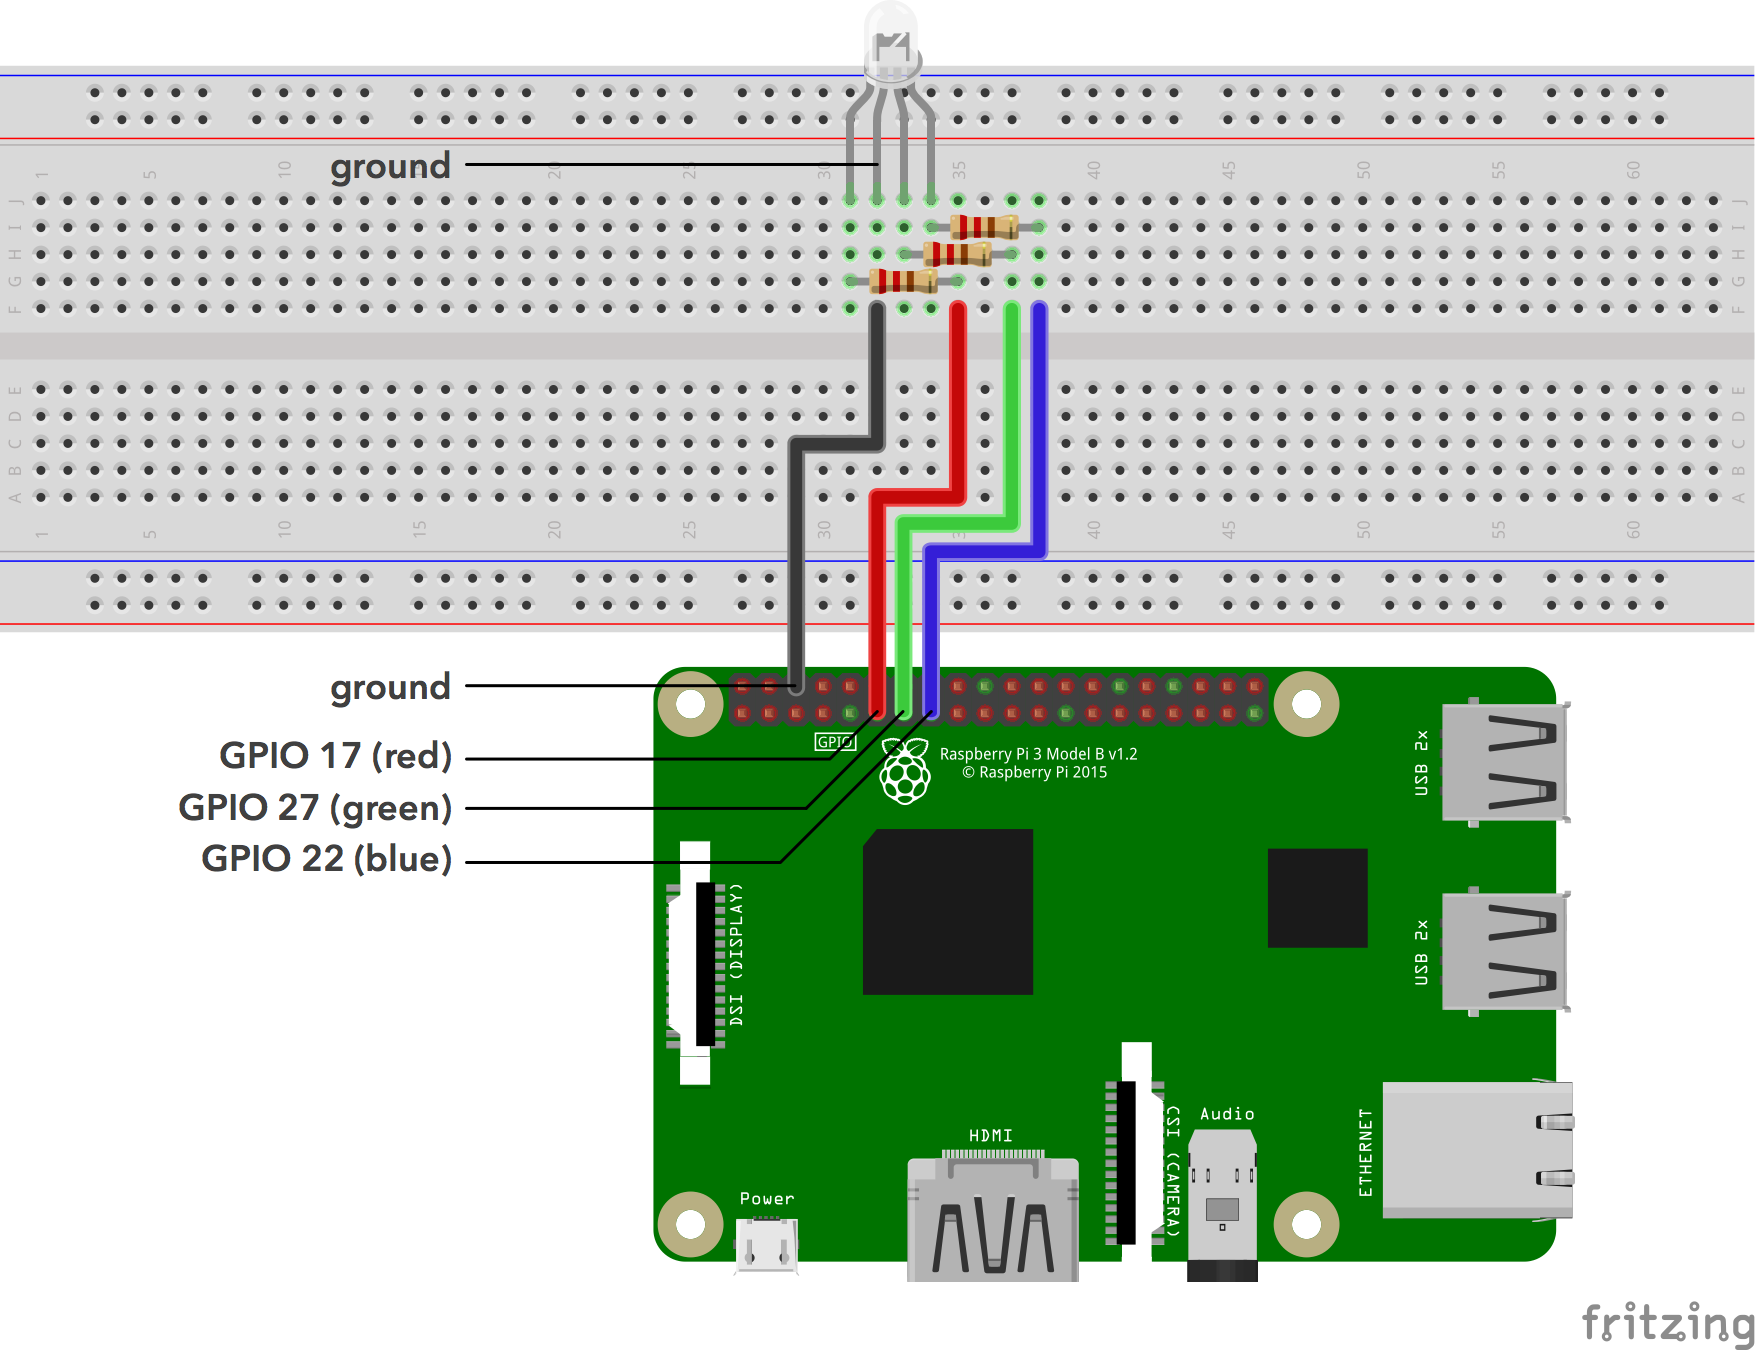 1 5 10 15 20 25 30 35 40 45 50 55 60
ground
J J
I I
H H
G G
F F
E E
D D
C C
B B
A A
1 5 10 15 20 25 30 35 40 45 50 55 60
ground
GPIO 17 (red)
GPIO 27 (green)
GPIO 22 (blue)
GPIO
Raspberry Pi 3 Model B v1.2
© Raspberry Pi 2015
USB 2x
USB 2x
DSI (DISPLAY)
CSI (CAMERA)
Audio
ETHERNET
HDMI
Power
fritzing